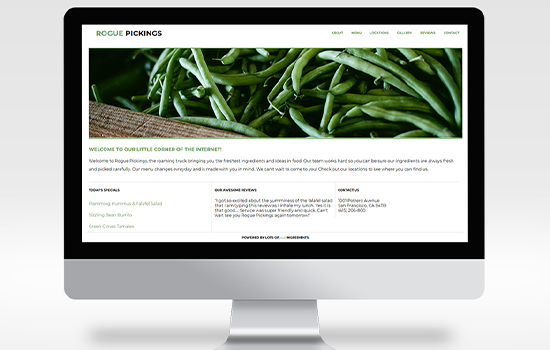 ROGUE PICKINGS
ABOUT MENU LOCATIONS GALLERY REVIEWS CONTACT
WELCOME TO OUR LITTLE CORNER OF THE INTERNET!
Welcome to Rogue Pickings, the roaming truck bringing you the freshest ingredients and ideas in food. Our team works hard so you can be sure our ingredients are always fresh
and picked carefully. Our menu changes everyday and is made with you in mind. We can't wait to come to you! Check out our locations to see where you can find us.
TODAY'S SPECIALS
Flamming Hummus & Falafel Salad
Sizzling Bean Burrito
Green Cloves Tamales
OUR AWESOME REVIEWS
"I got so excited about the yumminess of the falafel salad
that I am typing this review as I inhale my lunch. Yes it is
that good.... Service was super friendly and quick. Can't
wait to see you Rogue Pickings again tomorrow!"
CONTACT US
1001 Potrero Avenue
San Francisco, CA 94110
(415) 206-8000
POWERED BY LOTS OF INGREDIENTS